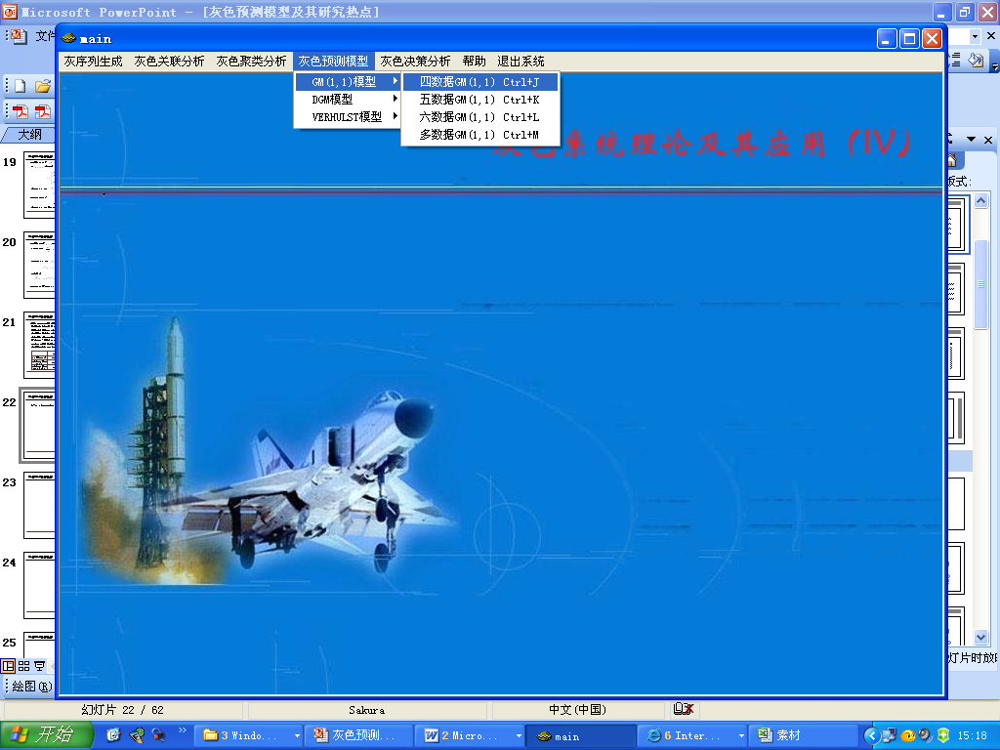 Microsoft PowerPoint - [灰色预测模型及其研究热点]
文件
main
灰序列生成 灰色关联分析 灰色聚类分析 灰色预测模型 灰色决策分析 帮助 退出系统
GM(1,1)模型
DGM模型
VERHULST模型
四数据GM(1,1) Ctrl+J
五数据GM(1,1) Ctrl+K
六数据GM(1,1) Ctrl+L
多数据GM(1,1) Ctrl+M
灰色系统理论及其应用（IV）
大纲
19
20
21
22
23
24
25
版式:
灯片时放
绘图(R)
幻灯片 22 / 62
Sakura
中文(中国)
开始
»
3 Windo...
灰色预测...
2 Micro...
main
6 Inter...
素材
15:18